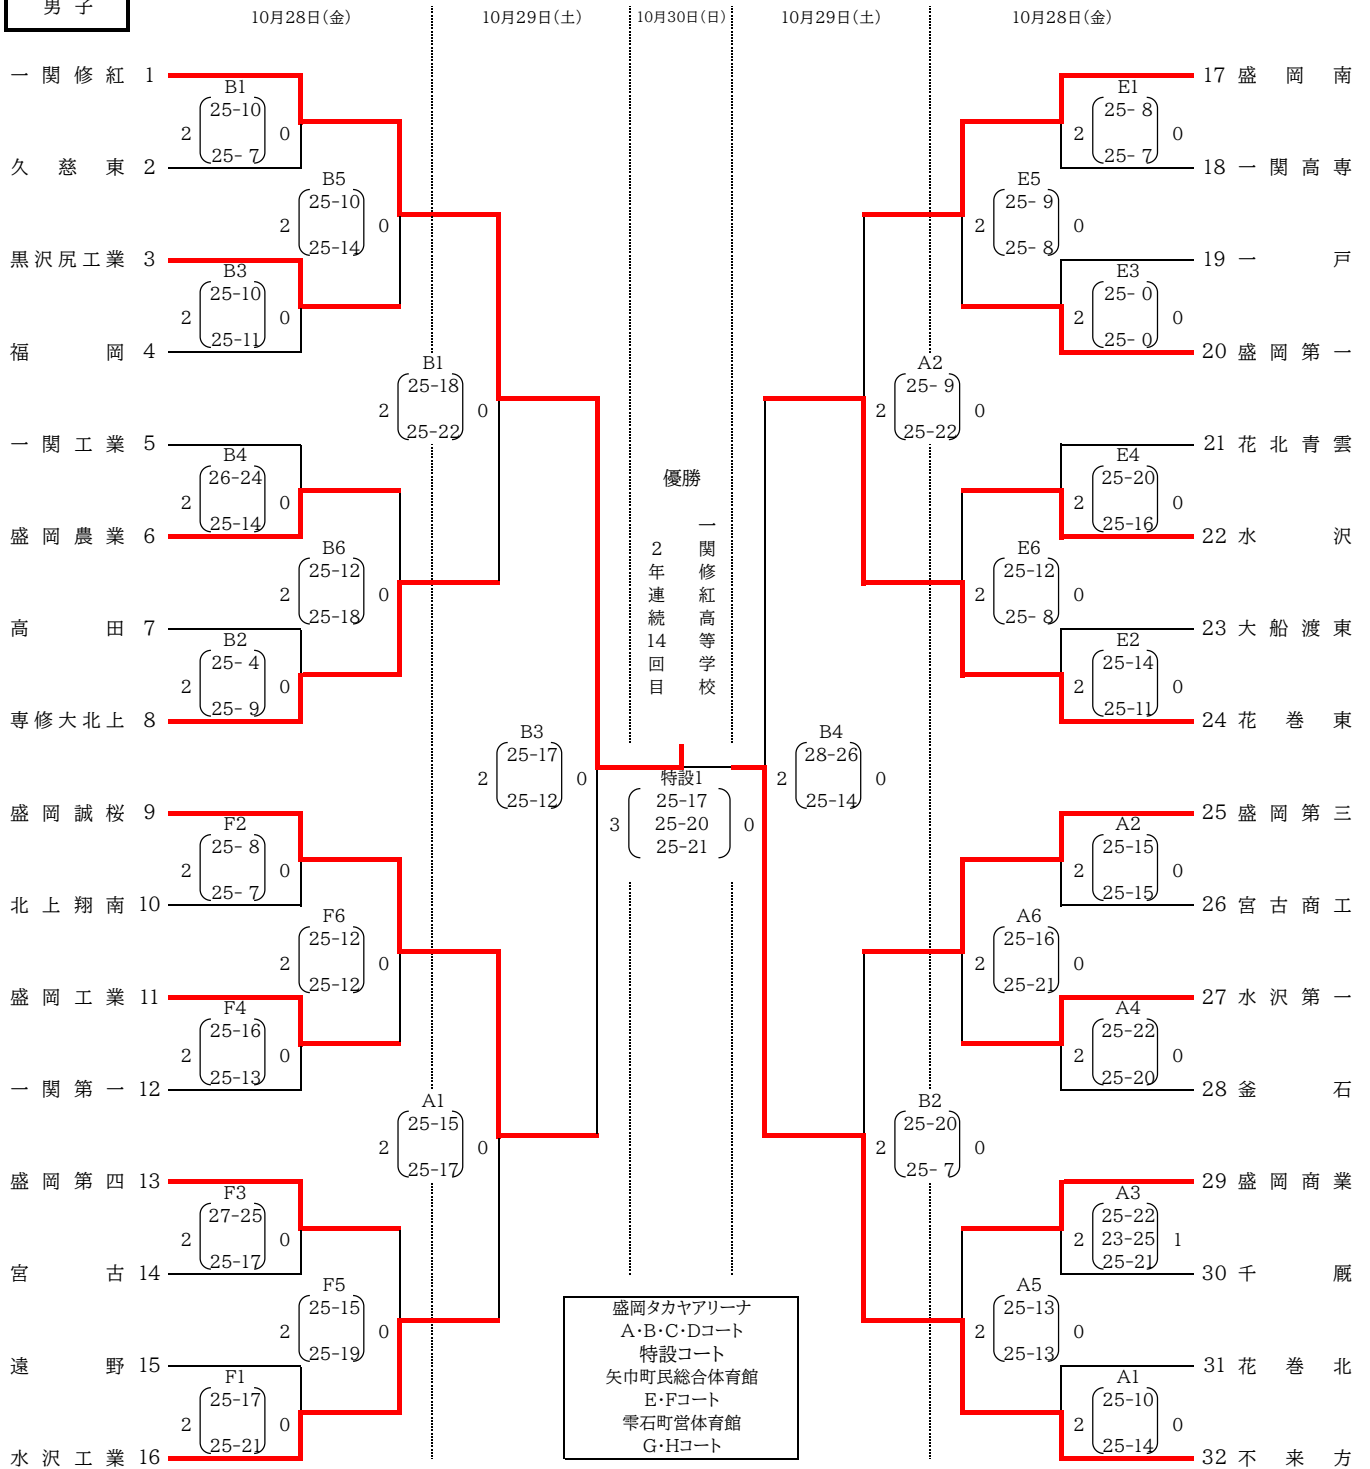 男子
10月28日(金)
10月29日(土)
10月30日(日)
10月29日(土)
10月28日(金)
一関修紅 1
B1
25-10
2 0
25- 7
久慈東 2
B5
25-10
2 0
25-14
黒沢尻工業 3
B3
25-10
2 0
25-11
福岡 4
B1
25-18
2 0
25-22
一関工業 5
B4
26-24
2 0
25-14
盛岡農業 6
B6
25-12
2 0
25-18
高田 7
B2
25- 4
2 0
25- 9
専修大北上 8
B3
25-17
2 0
25-12
盛岡誠桜 9
F2
25- 8
2 0
25- 7
北上翔南 10
F6
25-12
2 0
25-12
盛岡工業 11
F4
25-16
2 0
25-13
一関第一 12
A1
25-15
2 0
25-17
盛岡第四 13
F3
27-25
2 0
25-17
宮古 14
F5
25-15
2 0
25-19
遠野 15
F1
25-17
2 0
25-21
水沢工業 16
優勝
一関修紅高等学校
2年連続14回目
特設1
25-17
3 25-20 0
25-21
17 盛岡南
E1
25- 8
2 0
25- 7
18 一関高専
E5
25- 9
2 0
25- 8
19 一戸
E3
25- 0
2 0
25- 0
20 盛岡第一
A2
25- 9
2 0
25-22
21 花北青雲
E4
25-20
2 0
25-16
22 水沢
E6
25-12
2 0
25- 8
23 大船渡東
E2
25-14
2 0
25-11
24 花巻東
B4
28-26
2 0
25-14
25 盛岡第三
A2
25-15
2 0
25-15
26 宮古商工
A6
25-16
2 0
25-21
27 水沢第一
A4
25-22
2 0
25-20
28 釜石
B2
25-20
2 0
25- 7
29 盛岡商業
A3
25-22
2 23-25 1
25-21
30 千厩
A5
25-13
2 0
25-13
31 花巻北
A1
25-10
2 0
25-14
32 不来方
盛岡タカヤアリーナ
A・B・C・Dコート
特設コート
矢巾町民総合体育館
E・Fコート
雫石町営体育館
G・Hコート